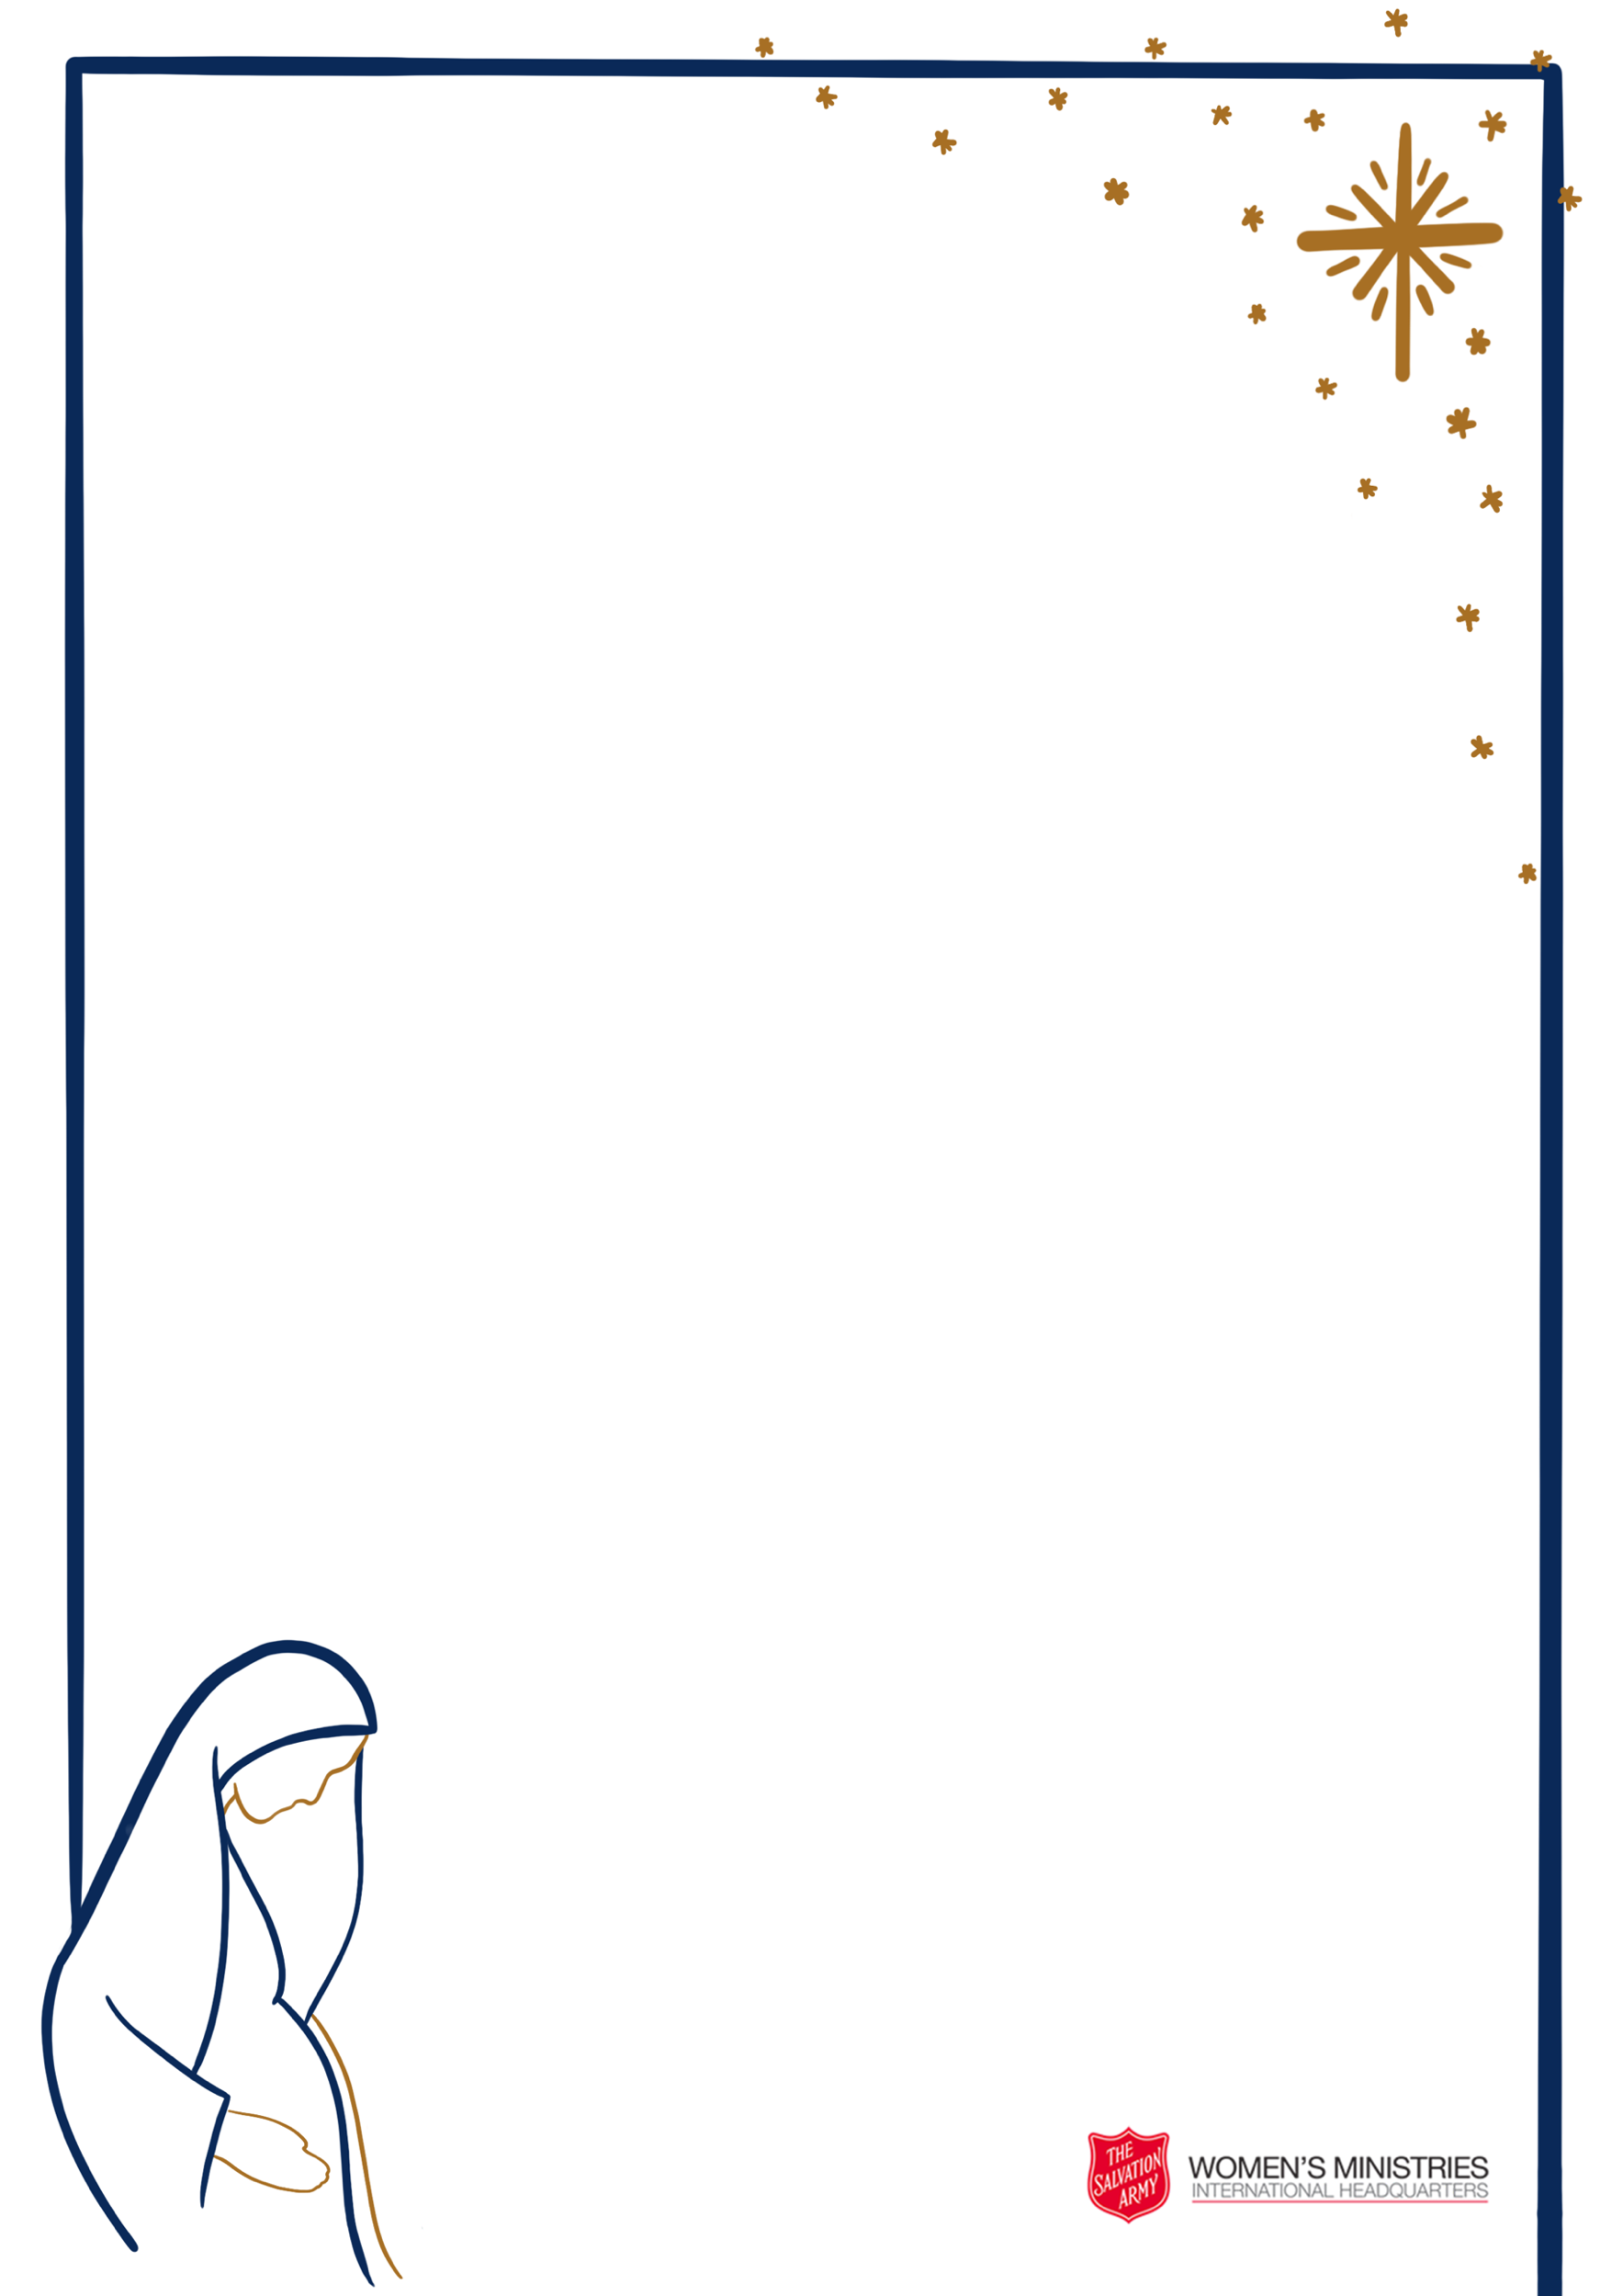 THE
SALVATION
ARMY
WOMEN'S MINISTRIES
INTERNATIONAL HEADQUARTERS